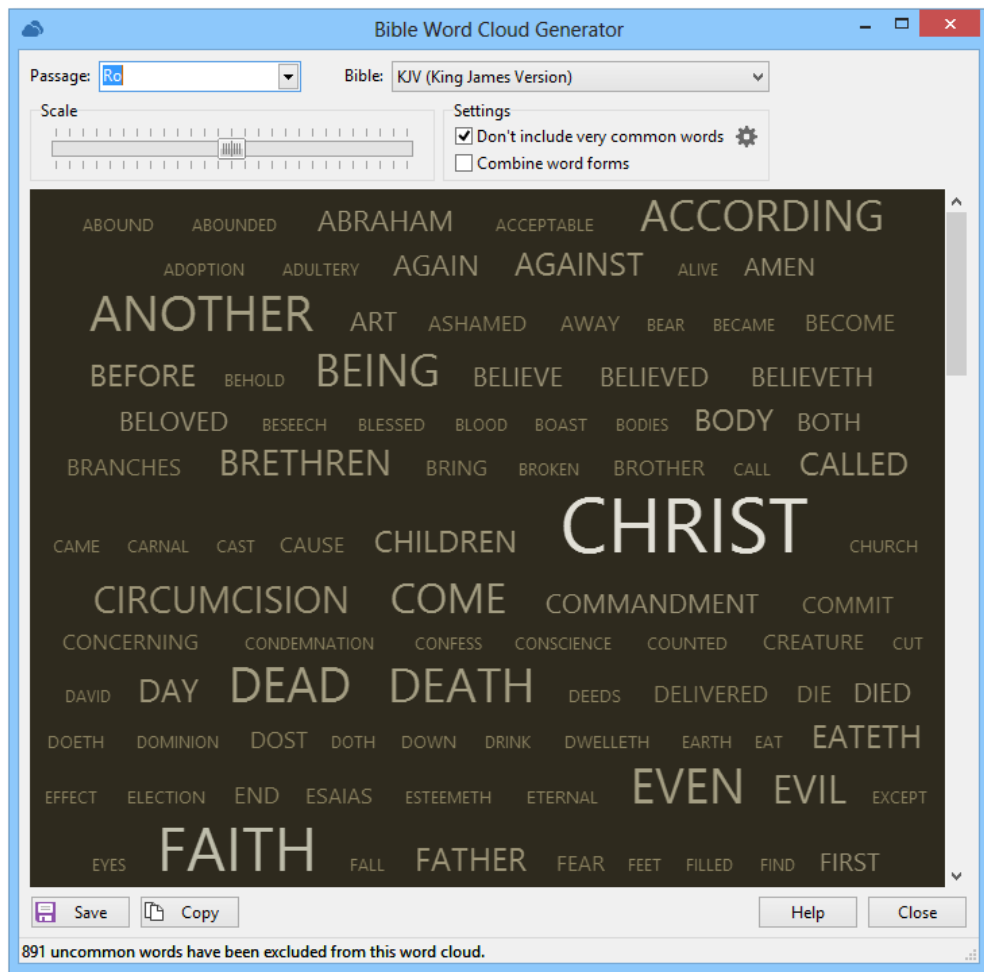 Bible Word Cloud Generator
Passage: Ro Bible: KJV (King James Version)
Scale Settings
Don't include very common words
Combine word forms
ABOUND ABOUNDED ABRAHAM ACCEPTABLE ACCORDING
ADOPTION ADULTERY AGAIN AGAINST ALIVE AMEN
ANOTHER ART ASHAMED AWAY BEAR BECAME BECOME
BEFORE BEHOLD BEING BELIEVE BELIEVED BELIEVETH
BELOVED BESEECH BLESSED BLOOD BOAST BODIES BODY BOTH
BRANCHES BRETHREN BRING BROKEN BROTHER CALL CALLED
CAME CARNAL CAST CAUSE CHILDREN CHRIST CHURCH
CIRCUMCISION COME COMMANDMENT COMMIT
CONCERNING CONDEMNATION CONFESS CONSCIENCE COUNTED CREATURE CUT
DAVID DAY DEAD DEATH DEEDS DELIVERED DIE DIED
DOETH DOMINION DOST DOTH DOWN DRINK DWELLETH EARTH EAT EATETH
EFFECT ELECTION END ESAIAS ESTEEMETH ETERNAL EVEN EVIL EXCEPT
EYES FAITH FALL FATHER FEAR FEET FILLED FIND FIRST
Save Copy Help Close
891 uncommon words have been excluded from this word cloud.